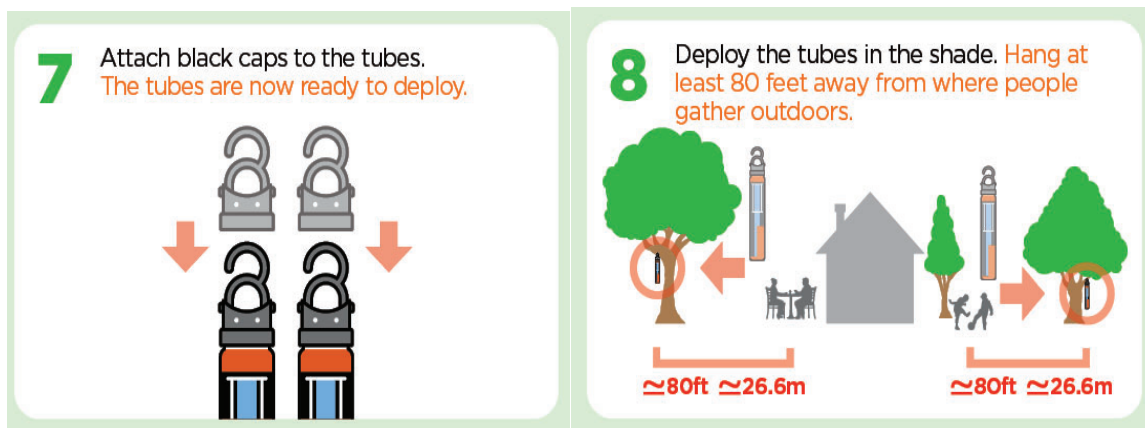 7
Attach black caps to the tubes.
The tubes are now ready to deploy.
8
Deploy the tubes in the shade. Hang at
least 80 feet away from where people
gather outdoors.
≃80ft ≃26.6m
≃80ft ≃26.6m